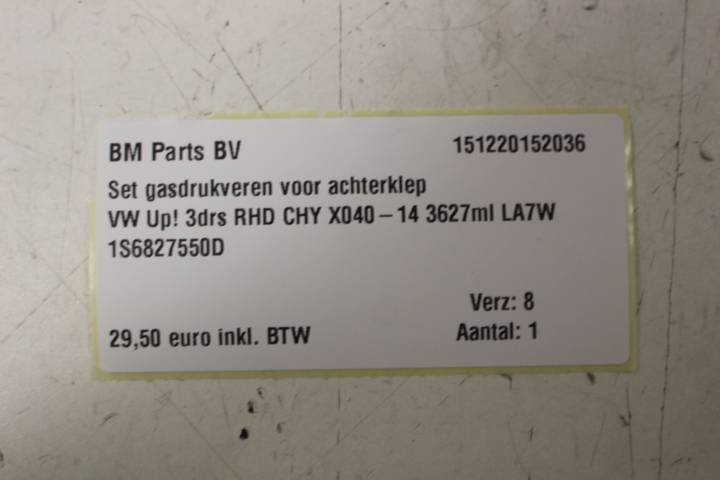 BM Parts BV 151220152036
Set gasdrukveren voor achterklep
VW Up! 3drs RHD CHY X040-14 3627ml LA7W
1S6827550D
Verz: 8
29,50 euro inkl. BTW Aantal: 1